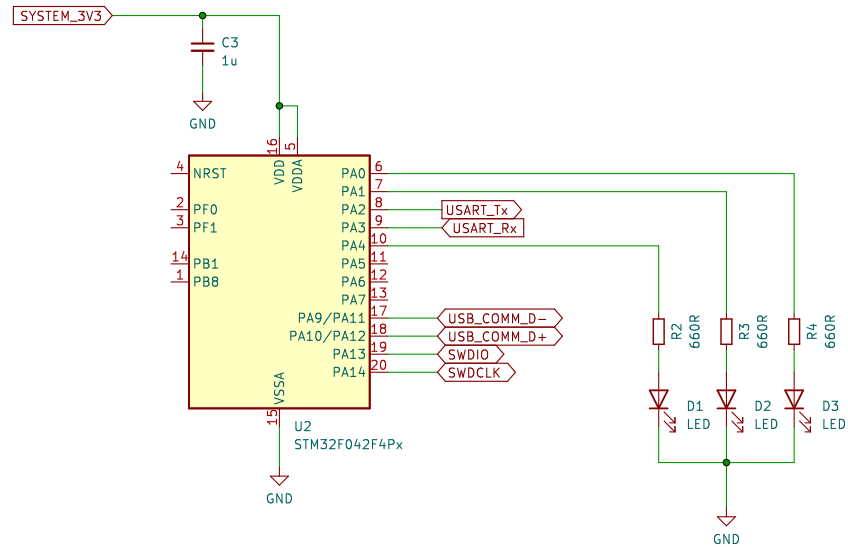 SYSTEM_3V3
C3
1u
GND
16
5
VDD
VDDA
4 NRST
2 PF0
3 PF1
14 PB1
1 PB8
PA0 6
PA1 7
PA2 8
USART_Tx
PA3 9
USART_Rx
PA4 10
PA5 11
PA6 12
PA7 13
PA9/PA11 17
USB_COMM_D-
PA10/PA12 18
USB_COMM_D+
PA13 19
SWDIO
PA14 20
SWDCLK
VSSA
15
U2
STM32F042F4Px
GND
R2
660R
R3
660R
R4
660R
D1
LED
D2
LED
D3
LED
GND